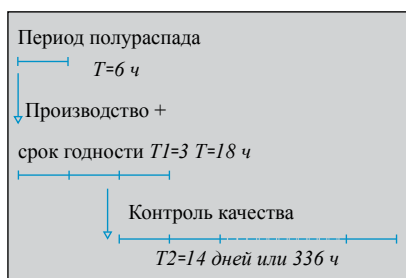 Период полураспада
T=6 ч
Производство +
срок годности T1=3 T=18 ч
Контроль качества
T2=14 дней или 336 ч